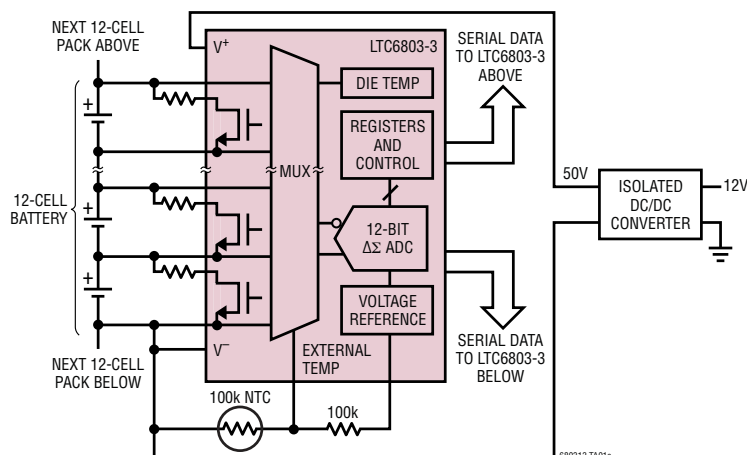 NEXT 12-CELL
PACK ABOVE
V+
LTC6803-3
SERIAL DATA
TO LTC6803-3
ABOVE
DIE TEMP
+
REGISTERS
AND
CONTROL
MUX
50V
ISOLATED
DC/DC
CONVERTER
12V
12-CELL
BATTERY
+
12-BIT
ΔΣ ADC
+
VOLTAGE
REFERENCE
SERIAL DATA
TO LTC6803-3
BELOW
V−
EXTERNAL
TEMP
NEXT 12-CELL
PACK BELOW
100k NTC
100k